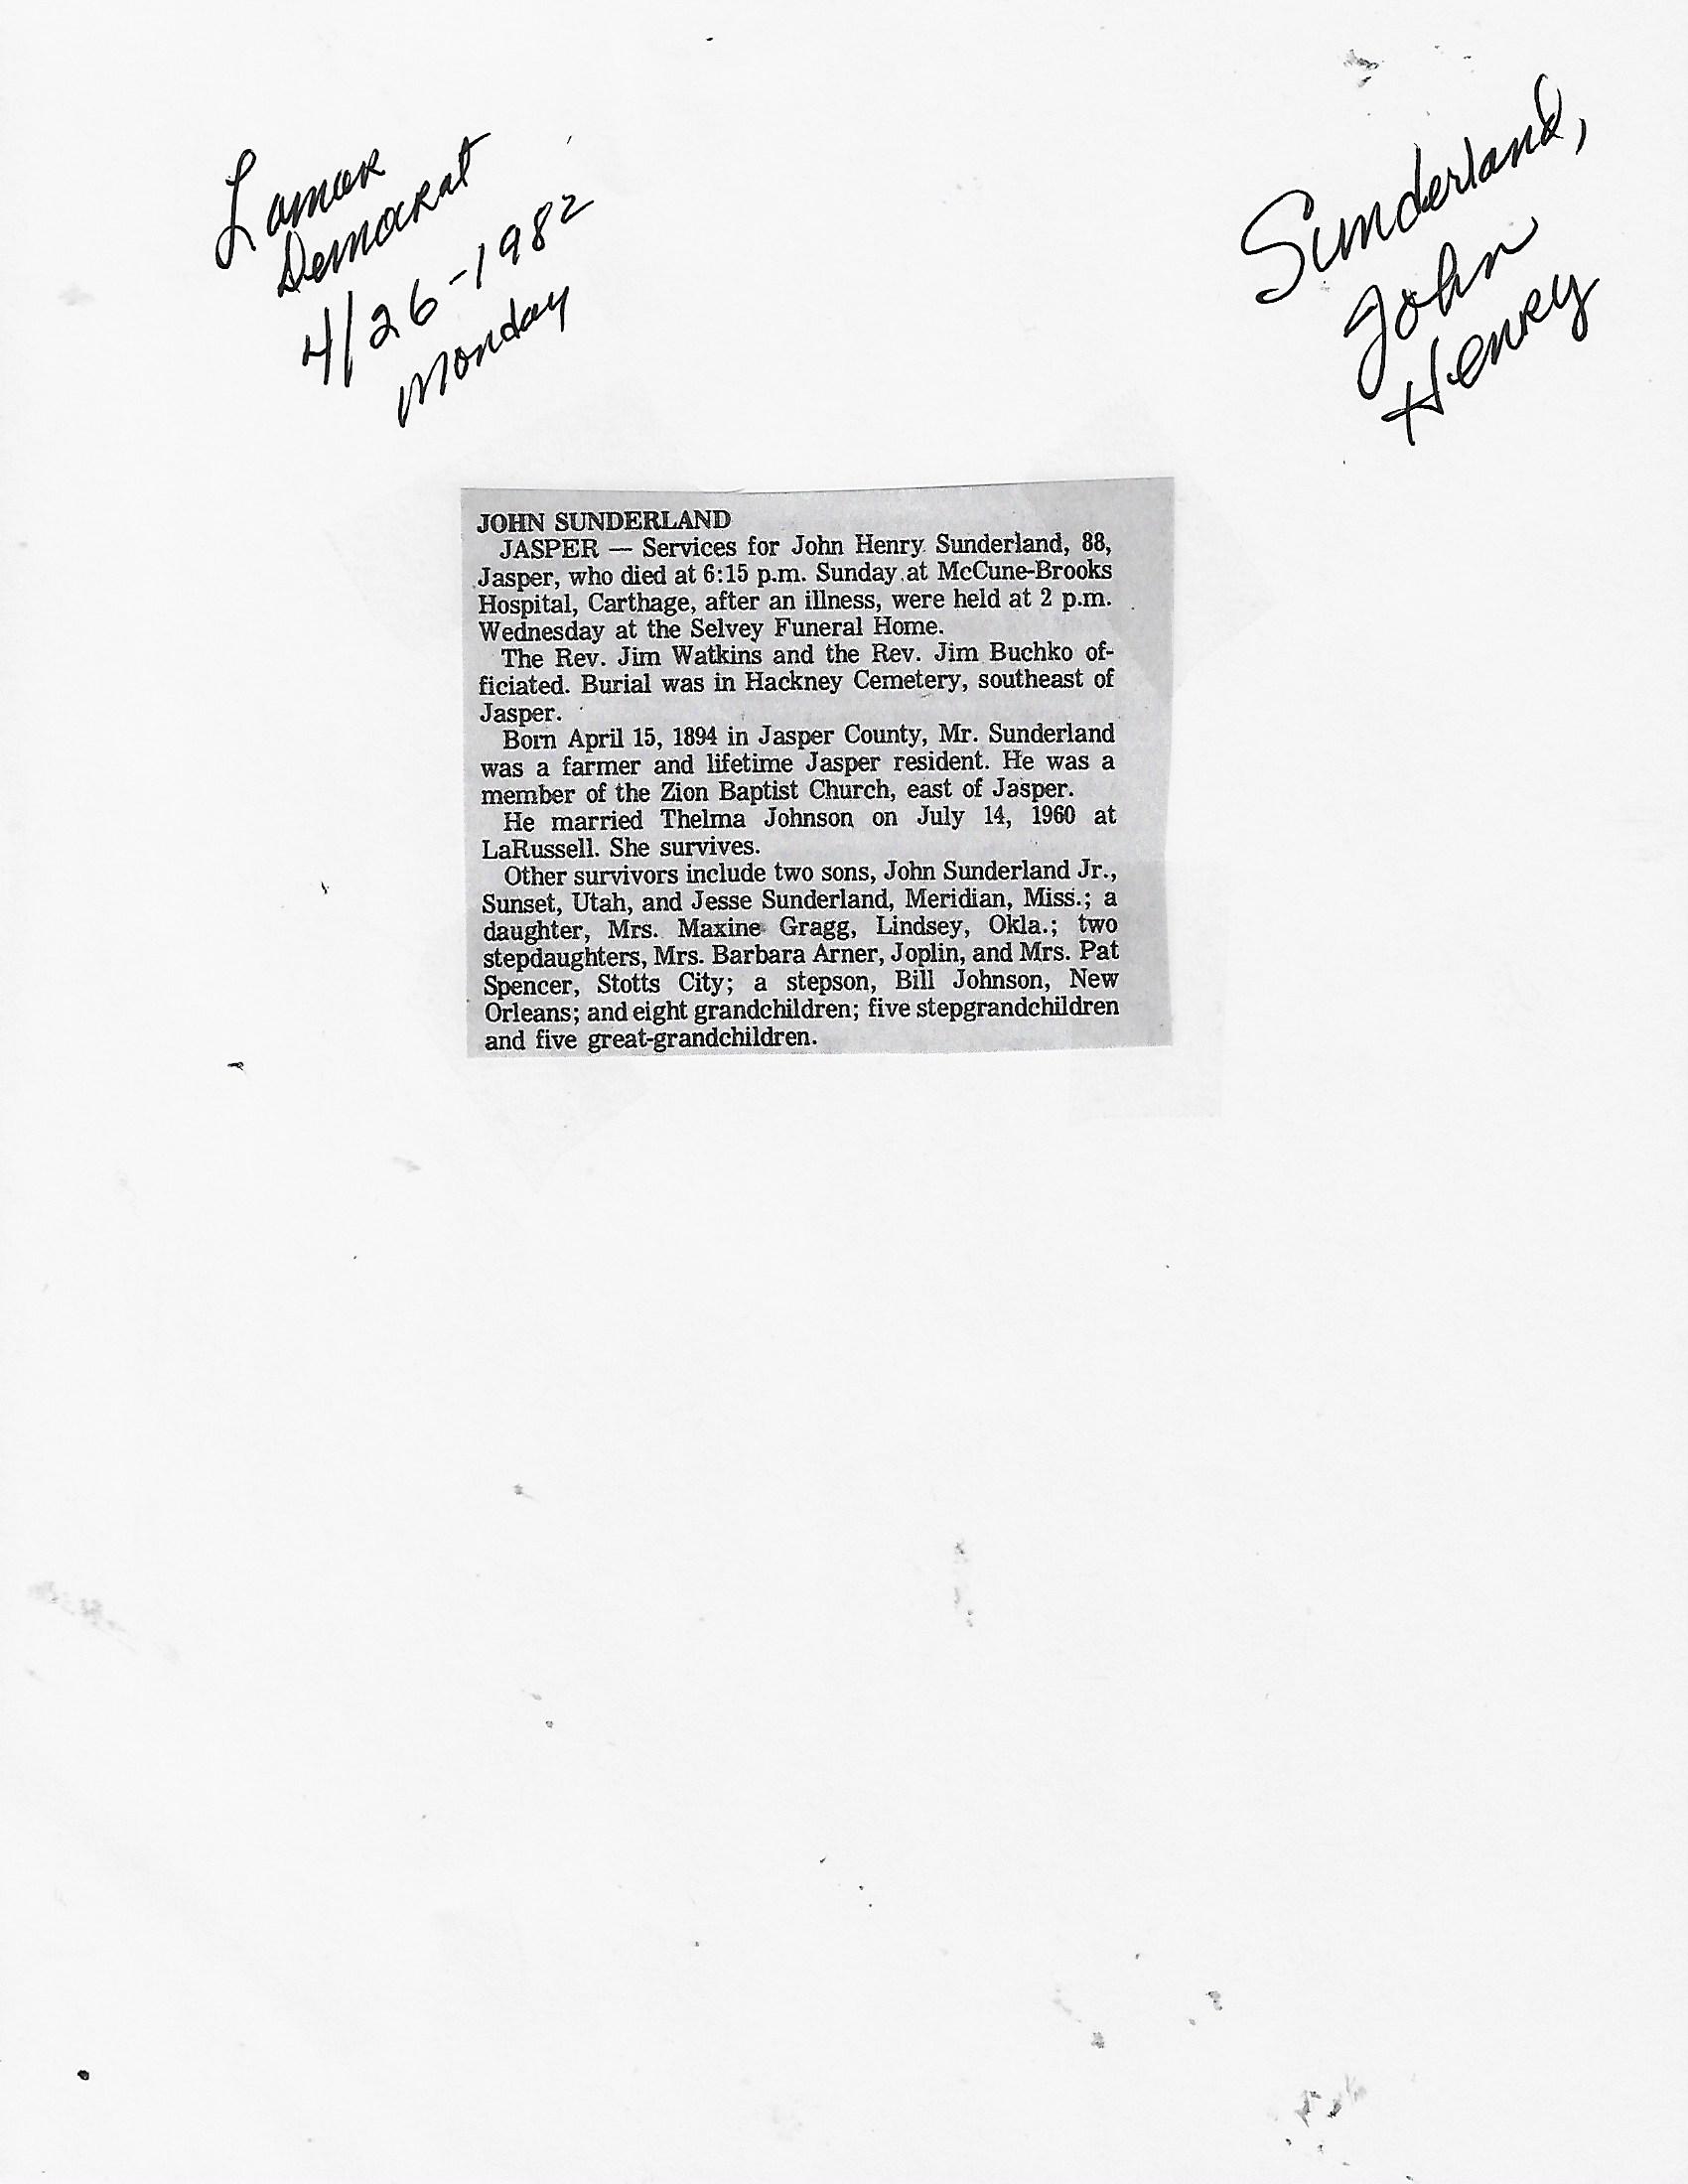 Lamar
Democrat
4/26-1982
Monday
Sunderland,
John
Henry
JOHN SUNDERLAND
JASPER — Services for John Henry Sunderland, 88,
Jasper, who died at 6:15 p.m. Sunday at McCune-Brooks
Hospital, Carthage, after an illness, were held at 2 p.m.
Wednesday at the Selvey Funeral Home.
The Rev. Jim Watkins and the Rev. Jim Buchko of-
ficiated. Burial was in Hackney Cemetery, southeast of
Jasper.
Born April 15, 1894 in Jasper County, Mr. Sunderland
was a farmer and lifetime Jasper resident. He was a
member of the Zion Baptist Church, east of Jasper.
He married Thelma Johnson on July 14, 1960 at
LaRussell. She survives.
Other survivors include two sons, John Sunderland Jr.,
Sunset, Utah, and Jesse Sunderland, Meridian, Miss.; a
daughter, Mrs. Maxine Gragg, Lindsey, Okla.; two
stepdaughters, Mrs. Barbara Arner, Joplin, and Mrs. Pat
Spencer, Stotts City; a stepson, Bill Johnson, New
Orleans; and eight grandchildren; five stepgrandchildren
and five great-grandchildren.